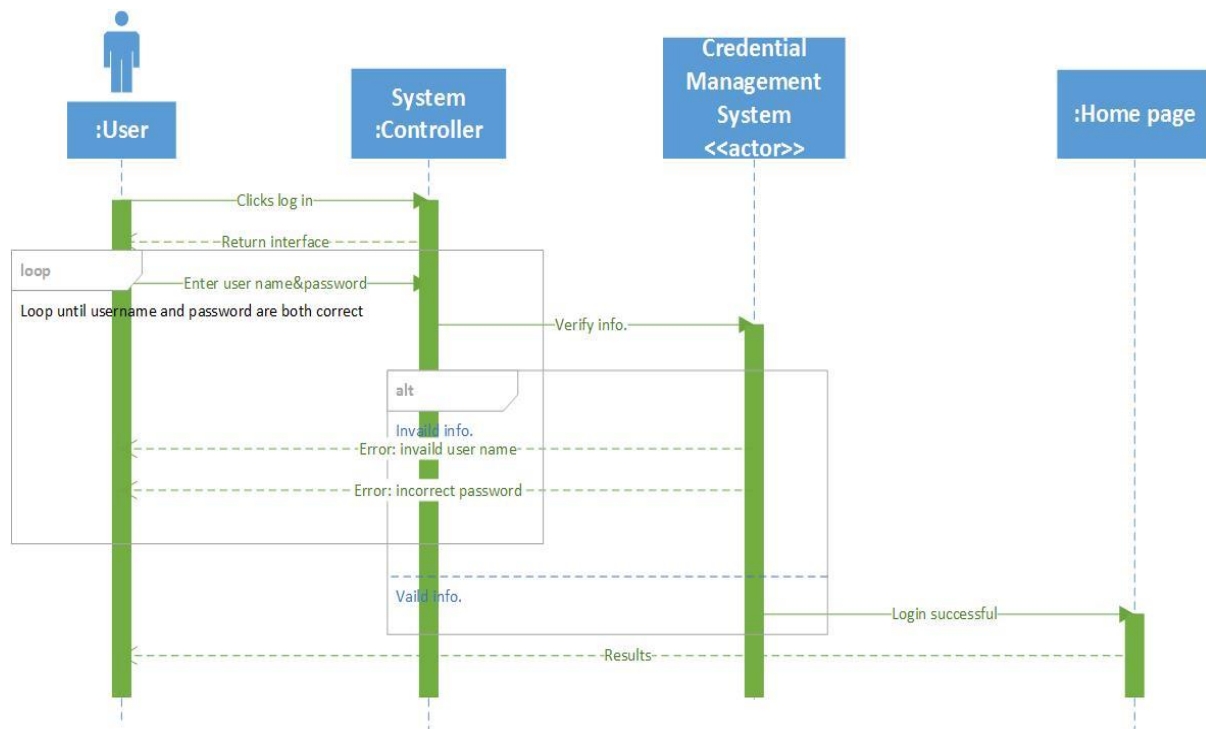 :User
System
:Controller
Credential
Management
System
<<actor>>
:Home page
Clicks log in
Return interface
loop
Enter user name&password
Loop until username and password are both correct
Verify info.
alt
Invaild info.
Error: invaild user name
Error: incorrect password
Vaild info.
Login successful
Results